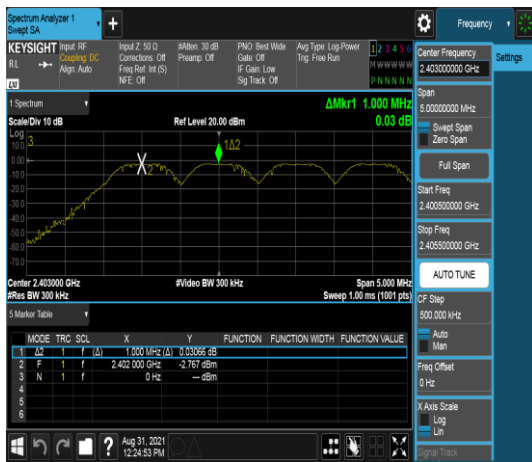 Spectrum Analyzer 1
Swept SA
+
Frequency
KEYSIGHT
RL
Input: RF
Coupling: DC
Align: Auto
Input Z: 50 Ω
Corrections: Off
Freq Ref: Int (S)
NFE: Off
#Atten: 30 dB
Preamp: Off
PNO: Best Wide
Gate: Off
IF Gain: Low
Sig Track: Off
Avg Type: Log-Power
Trig: Free Run
1 2 3 4 5 6
M W W W W W
P N N N N N
LXI
1 Spectrum
Scale/Div 10 dB
Ref Level 20.00 dBm
ΔMkr1 1.000 MHz
0.03 dB
Log
10.0
0.00
-10.0
-20.0
-30.0
-40.0
-50.0
-60.0
-70.0
3
2
1Δ2
Center 2.403000 GHz
#Res BW 300 kHz
#Video BW 300 kHz
Span 5.000 MHz
Sweep 1.00 ms (1001 pts)
5 Marker Table
MODE TRC SCL X Y FUNCTION FUNCTION WIDTH FUNCTION VALUE
1 Δ2 1 f (Δ) 1.000 MHz (Δ) 0.03066 dB
2 F 1 f 2.402 000 GHz -2.767 dBm
3 N 1 f 0 Hz --- dBm
4
5
6
?
Aug 31, 2021
12:24:53 PM
Settings
Center Frequency
2.403000000 GHz
Span
5.00000000 MHz
Swept Span
Zero Span
Full Span
Start Freq
2.400500000 GHz
Stop Freq
2.405500000 GHz
AUTO TUNE
CF Step
500.000 kHz
Auto
Man
Freq Offset
0 Hz
X Axis Scale
Log
Lin
Signal Track